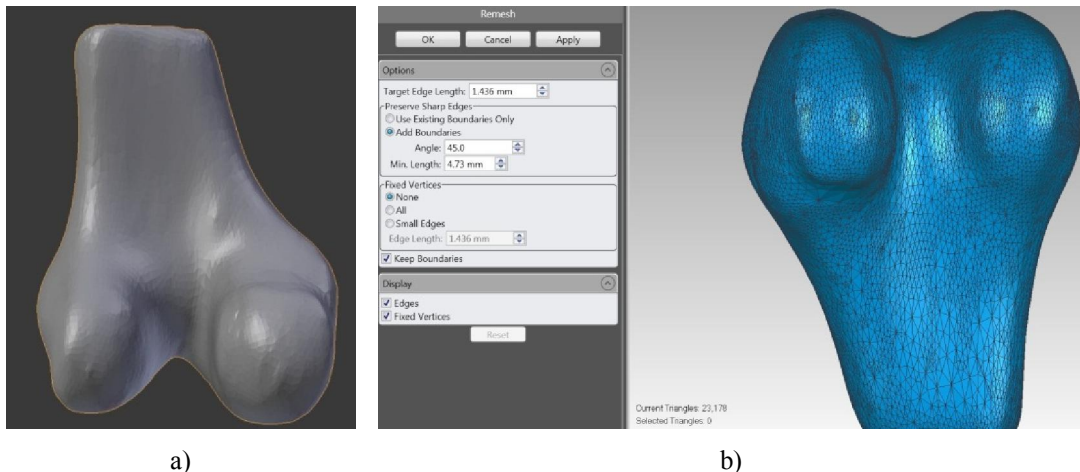 Remesh
OK Cancel Apply
Options
Target Edge Length: 1.436 mm
Preserve Sharp Edges
Use Existing Boundaries Only
Add Boundaries
Angle: 45.0
Min. Length: 4.73 mm
Fixed Vertices
None
All
Small Edges
Edge Length: 1.436 mm
Keep Boundaries
Display
Edges
Fixed Vertices
Reset
Current Triangles: 23,178
Selected Triangles: 0
a) b)